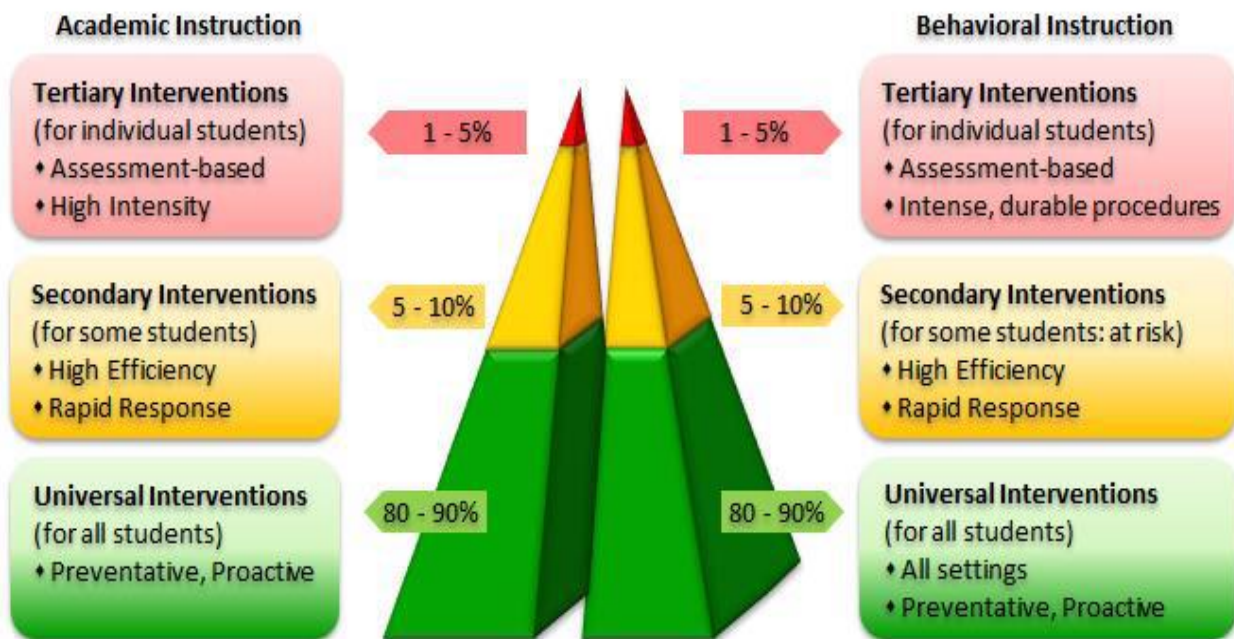 Academic Instruction
Behavioral Instruction
Tertiary Interventions
(for individual students)
♦ Assessment-based
♦ High Intensity
1 - 5%
1 - 5%
Tertiary Interventions
(for individual students)
♦ Assessment-based
♦ Intense, durable procedures
Secondary Interventions
(for some students)
♦ High Efficiency
♦ Rapid Response
5 - 10%
5 - 10%
Secondary Interventions
(for some students: at risk)
♦ High Efficiency
♦ Rapid Response
Universal Interventions
(for all students)
♦ Preventative, Proactive
80 - 90%
80 - 90%
Universal Interventions
(for all students)
♦ All settings
♦ Preventative, Proactive